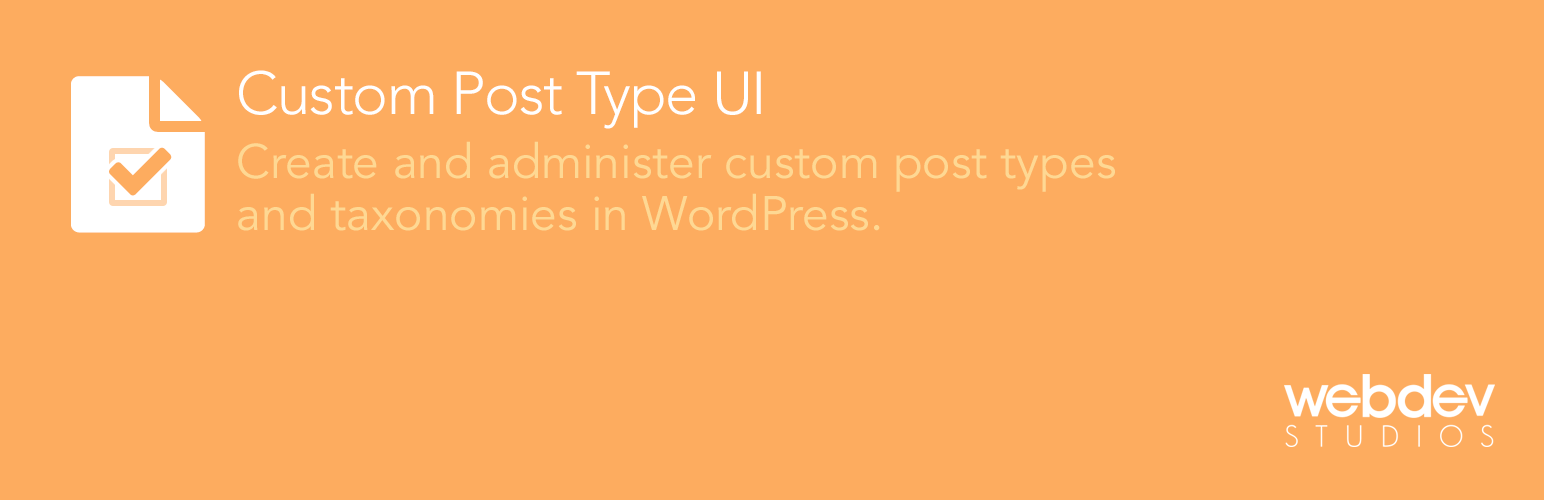 Custom Post Type UI
Create and administer custom post types
and taxonomies in WordPress.
webdev
STUDIOS